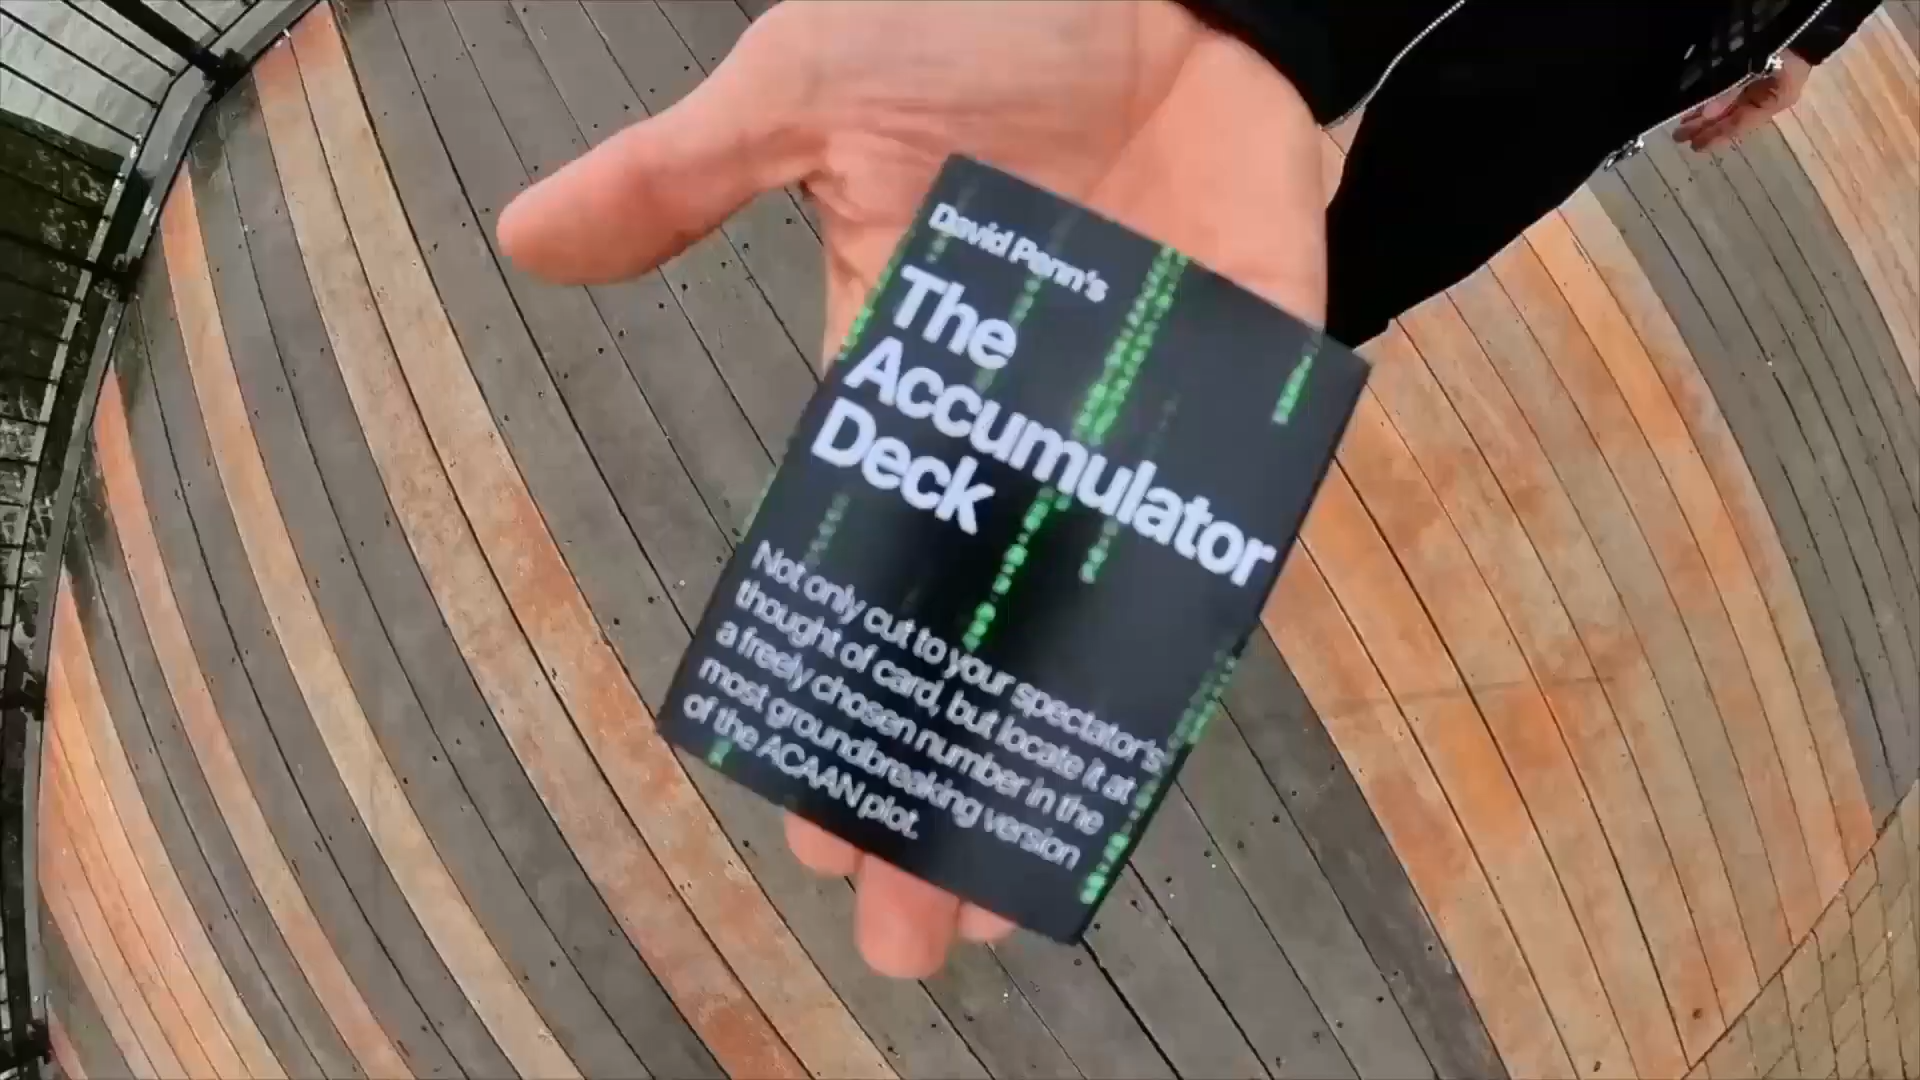 David Penn's
The
Accumulator
Deck
Not only cut to your spectator's
thought of card, but locate it at
a freely chosen number in the
most groundbreaking version
of the ACAAN plot.